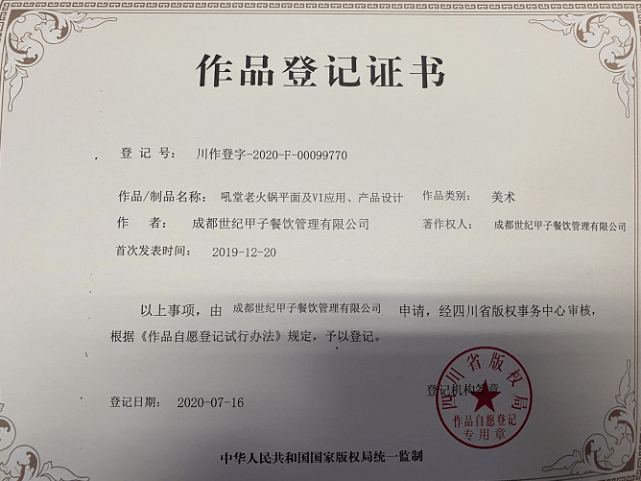 作品登记证书
登 记 号： 川作登字-2020-F-00099770
作品/制品名称： 吼堂老火锅平面及VI应用、产品设计 作品类别： 美术
作 者： 成都世纪甲子餐饮管理有限公司 著作权人： 成都世纪甲子餐饮管理有限公司
首次发表时间： 2019-12-20
以上事项，由 成都世纪甲子餐饮管理有限公司 申请，经四川省版权事务中心审核，
根据《作品自愿登记试行办法》规定，予以登记。
登记机构签章
四川省版权局
作品自愿登记
专用章
登记日期： 2020-07-16
中华人民共和国国家版权局统一监制